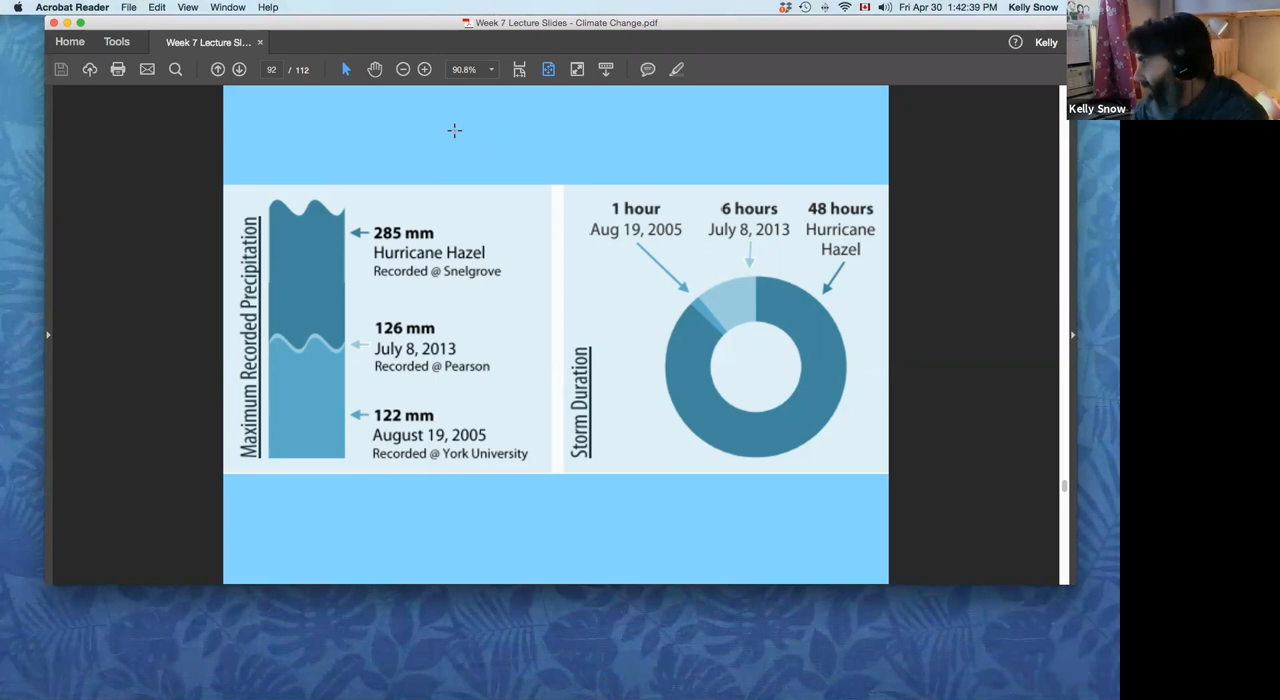 Acrobat Reader File Edit View Window Help
Fri Apr 30 1:42:39 PM Kelly Snow
Week 7 Lecture Slides - Climate Change.pdf
Home Tools Week 7 Lecture Sl... ×
Kelly
92 / 112
90.8%
Kelly Snow
Maximum Recorded Precipitation
285 mm
Hurricane Hazel
Recorded @ Snelgrove
126 mm
July 8, 2013
Recorded @ Pearson
122 mm
August 19, 2005
Recorded @ York University
Storm Duration
1 hour
Aug 19, 2005
6 hours
July 8, 2013
48 hours
Hurricane
Hazel